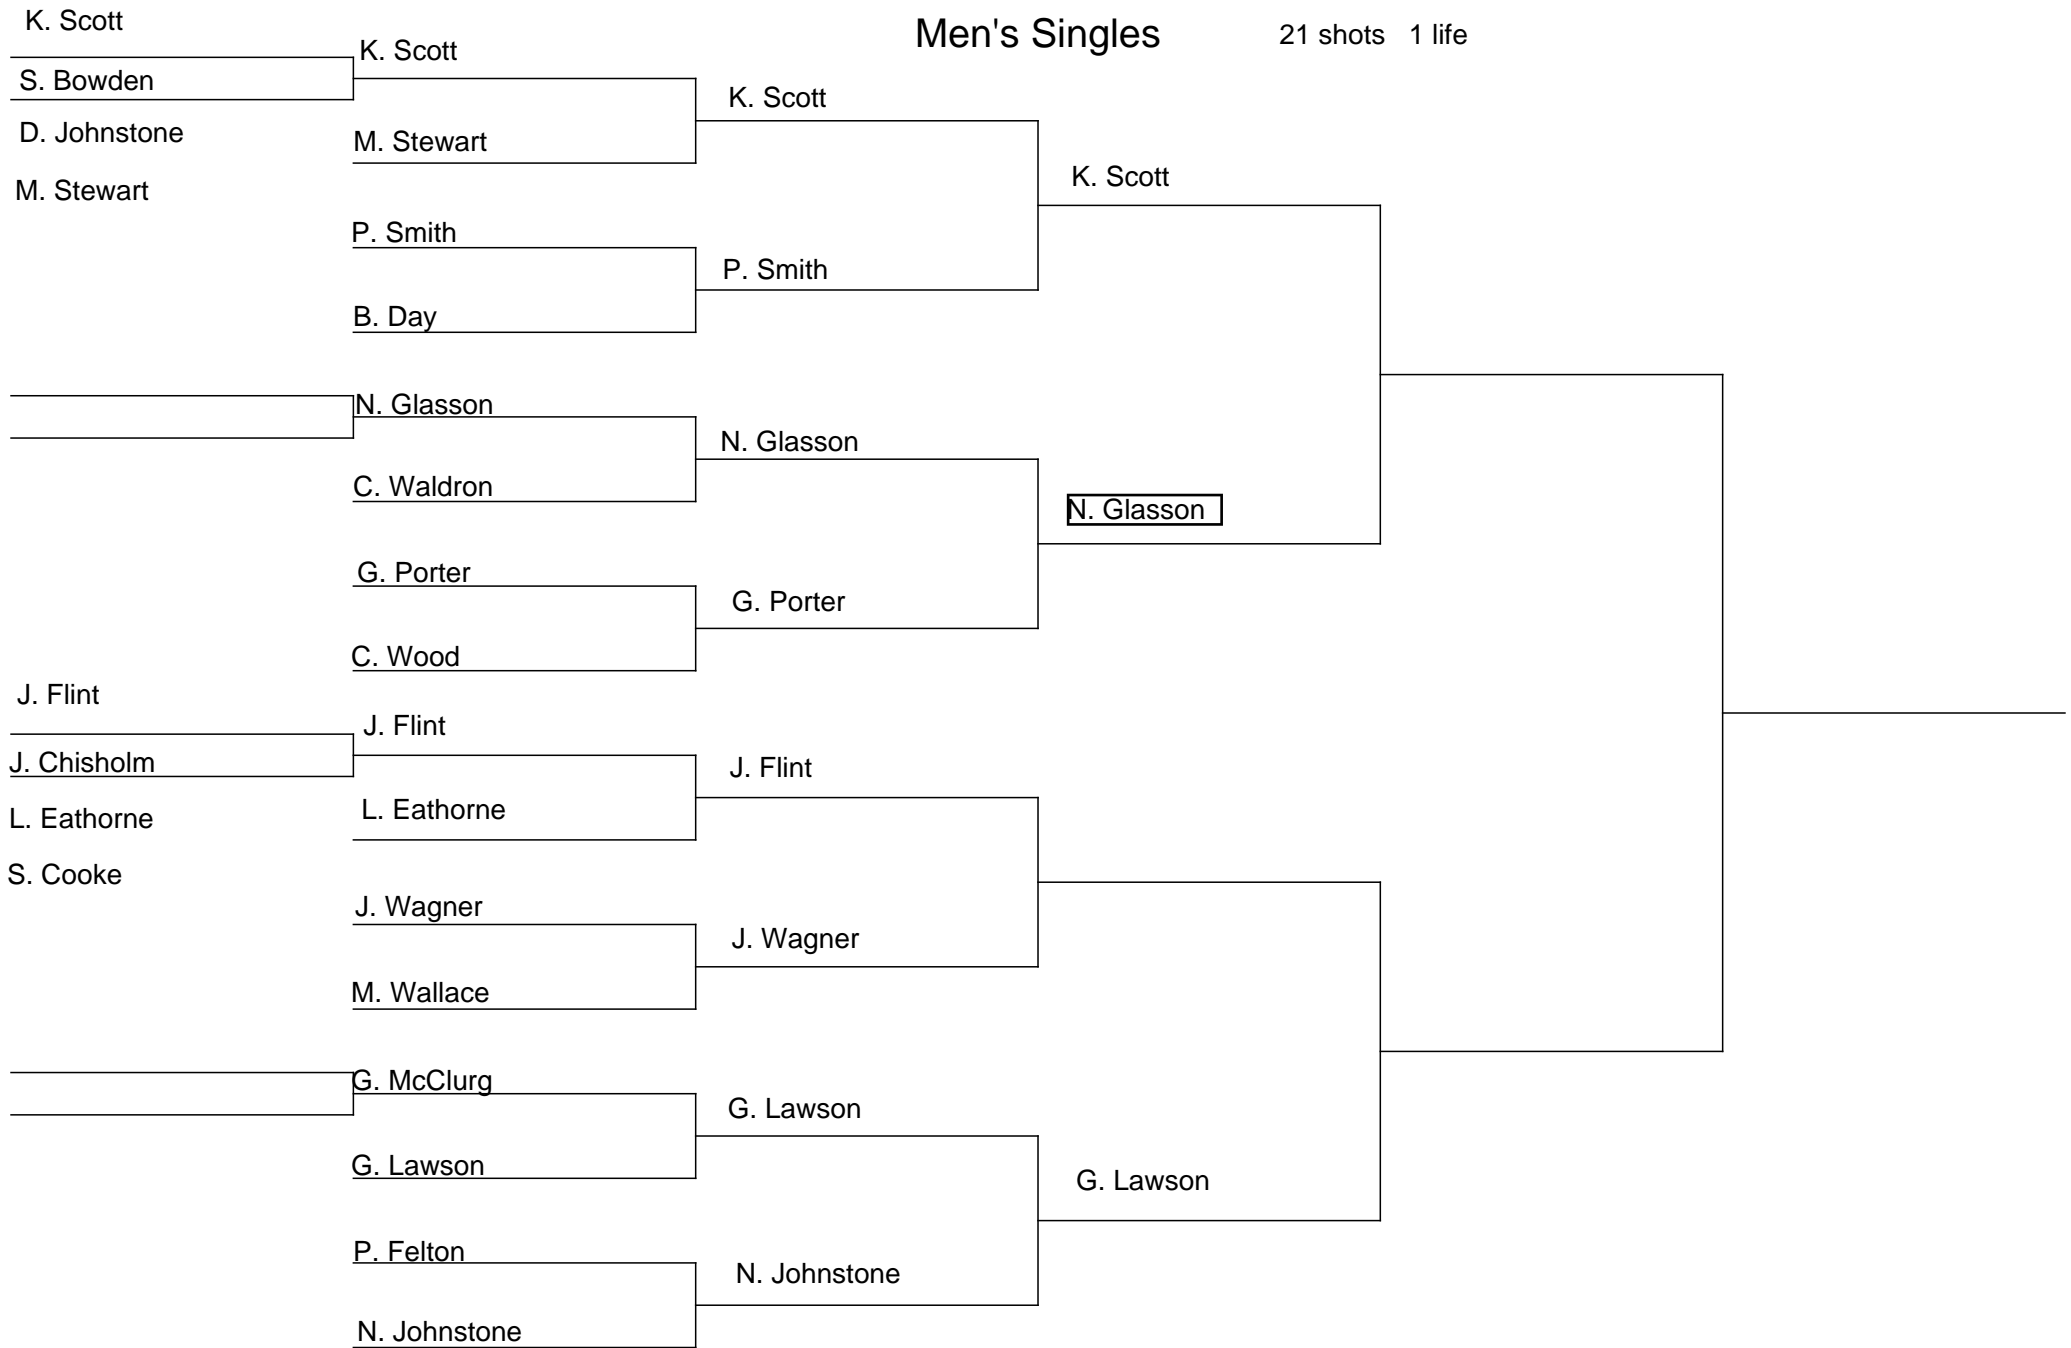 Men's Singles 21 shots 1 life
K. Scott
S. Bowden
D. Johnstone
M. Stewart
J. Flint
J. Chisholm
L. Eathorne
S. Cooke
K. Scott
M. Stewart
P. Smith
B. Day
N. Glasson
C. Waldron
G. Porter
C. Wood
J. Flint
L. Eathorne
J. Wagner
M. Wallace
G. McClurg
G. Lawson
P. Felton
N. Johnstone
K. Scott
P. Smith
N. Glasson
G. Porter
J. Flint
J. Wagner
G. Lawson
N. Johnstone
K. Scott
N. Glasson
G. Lawson